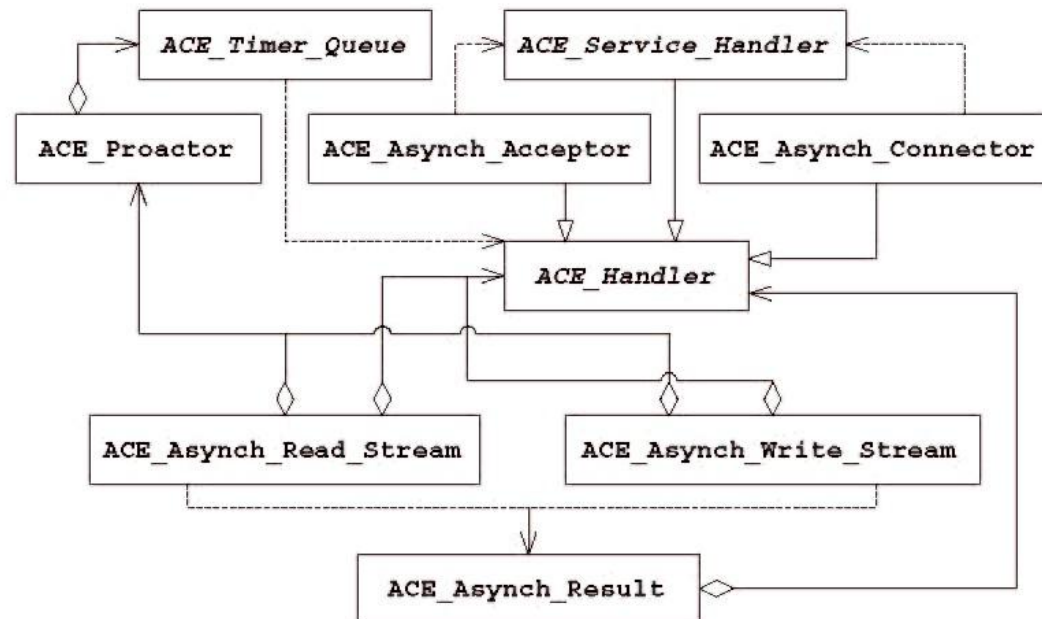 ACE_Timer_Queue
ACE_Service_Handler
ACE_Proactor
ACE_Asynch_Acceptor
ACE_Asynch_Connector
ACE_Handler
ACE_Asynch_Read_Stream
ACE_Asynch_Write_Stream
ACE_Asynch_Result